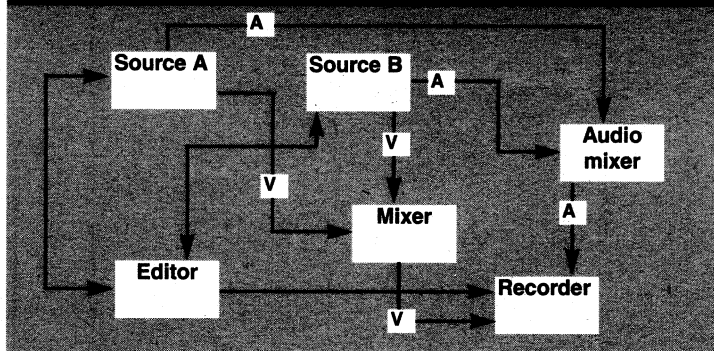 A
Source A
Source B
A
Audio
mixer
V
V
A
Mixer
Editor
Recorder
V